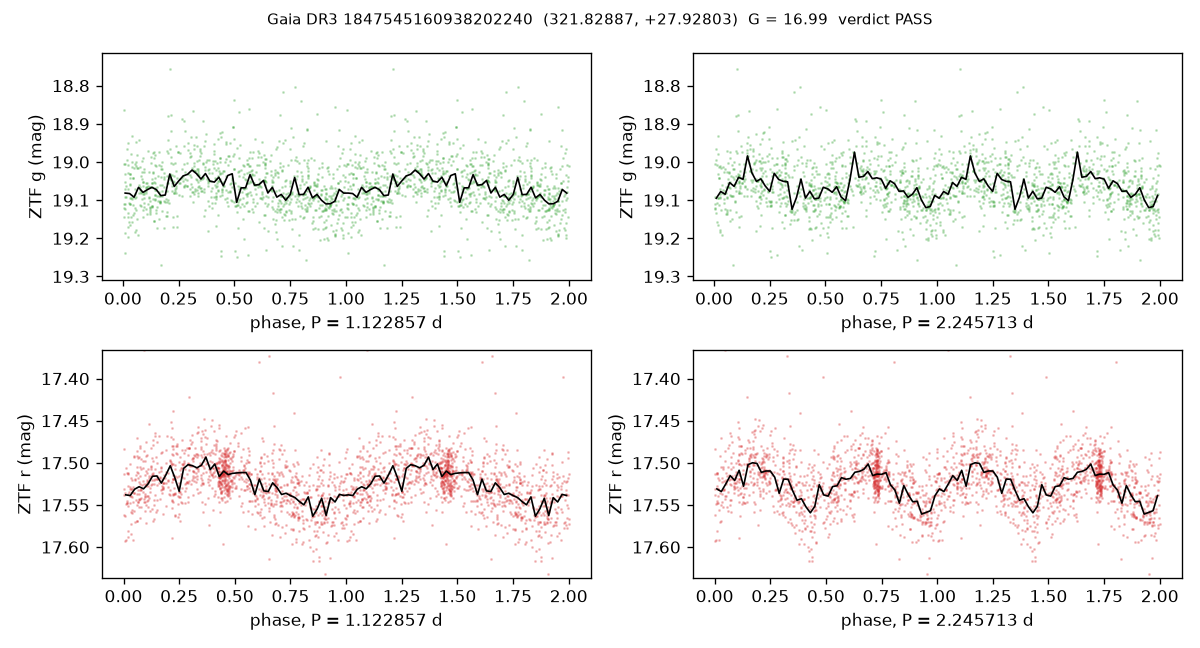 Gaia DR3 1847545160938202240  (321.82887, +27.92803)  G = 16.99  verdict PASS
ZTF g (mag)
18.8
18.9
19.0
19.1
19.2
19.3
0.00 0.25 0.50 0.75 1.00 1.25 1.50 1.75 2.00
phase, P = 1.122857 d
ZTF g (mag)
18.8
18.9
19.0
19.1
19.2
19.3
0.00 0.25 0.50 0.75 1.00 1.25 1.50 1.75 2.00
phase, P = 2.245713 d
ZTF r (mag)
17.40
17.45
17.50
17.55
17.60
0.00 0.25 0.50 0.75 1.00 1.25 1.50 1.75 2.00
phase, P = 1.122857 d
ZTF r (mag)
17.40
17.45
17.50
17.55
17.60
0.00 0.25 0.50 0.75 1.00 1.25 1.50 1.75 2.00
phase, P = 2.245713 d